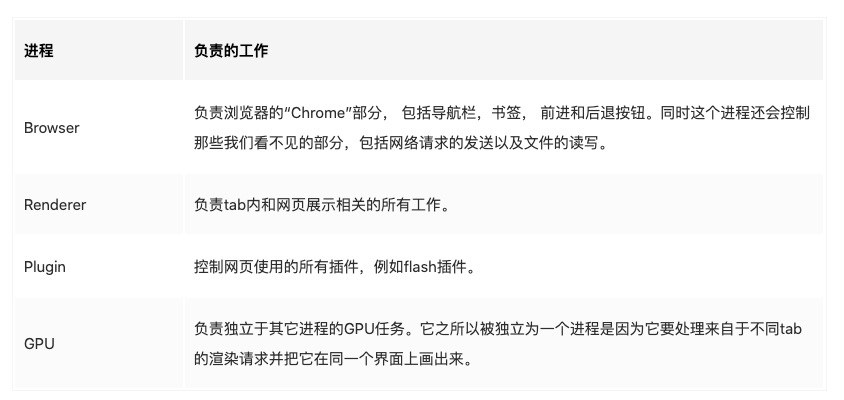 进程
负责的工作
Browser
负责浏览器的“Chrome”部分， 包括导航栏，书签， 前进和后退按钮。同时这个进程还会控制
那些我们看不见的部分，包括网络请求的发送以及文件的读写。
Renderer
负责tab内和网页展示相关的所有工作。
Plugin
控制网页使用的所有插件，例如flash插件。
GPU
负责独立于其它进程的GPU任务。它之所以被独立为一个进程是因为它要处理来自于不同tab
的渲染请求并把它在同一个界面上画出来。